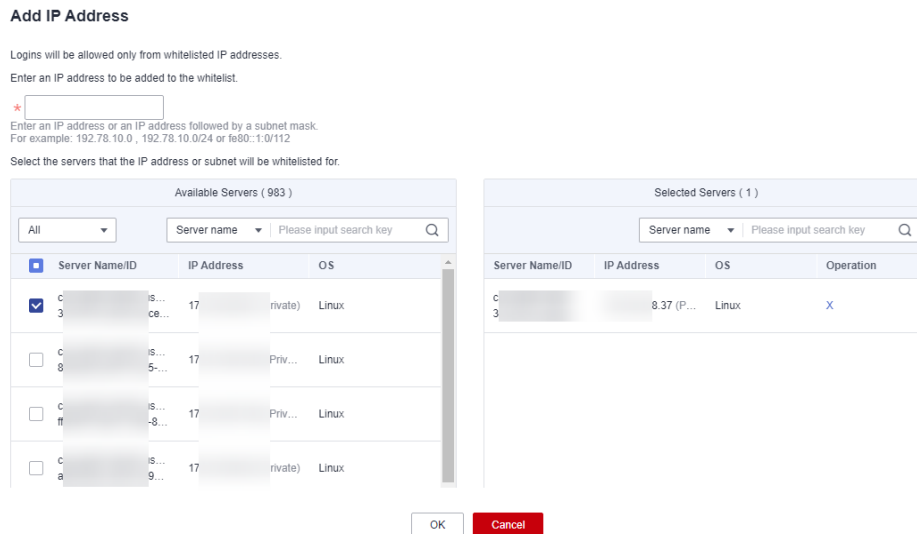 Add IP Address
Logins will be allowed only from whitelisted IP addresses.
Enter an IP address to be added to the whitelist.
*
Enter an IP address or an IP address followed by a subnet mask.
For example: 192.78.10.0 , 192.78.10.0/24 or fe80::1:0/112
Select the servers that the IP address or subnet will be whitelisted for.
Available Servers ( 983 )
All
Server name
Please input search key
Server Name/ID IP Address OS
Linux
Linux
Linux
Linux
Selected Servers ( 1 )
Server name
Please input search key
Server Name/ID IP Address OS Operation
8.37 (P... Linux X
OK Cancel